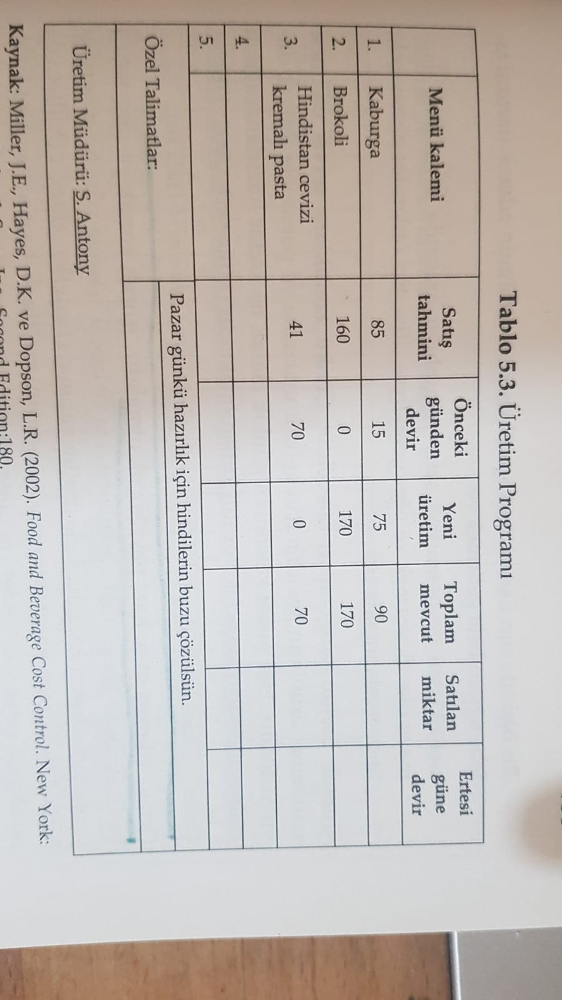 Tablo 5.3. Üretim Programı
Menü kalemi
Satış
tahmini
Önceki
günden
devir
Yeni
üretim
Toplam
mevcut
Satılan
miktar
Ertesi
güne
devir
1. Kaburga 85 15 75 90
2. Brokoli 160 0 170 170
3. Hindistan cevizi
kremalı pasta 41 70 0 70
4.
5.
Özel Talimatlar: Pazar günkü hazırlık için hindilerin buzu çözülsün.
Üretim Müdürü: S. Antony
Kaynak: Miller, J.E., Hayes, D.K. ve Dopson, L.R. (2002). Food and Beverage Cost Control. New York:
Second Edition:180.